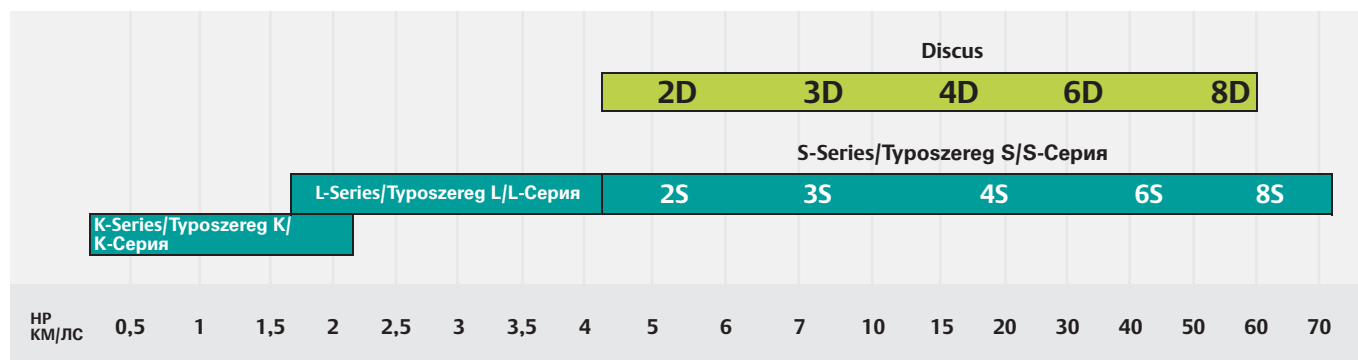 Discus
2D 3D 4D 6D 8D
S-Series/Typoszereg S/S-Серия
L-Series/Typoszereg L/L-Серия 2S 3S 4S 6S 8S
K-Series/Typoszereg K/
K-Серия
HP
КМ/ЛС 0,5 1 1,5 2 2,5 3 3,5 4 5 6 7 10 15 20 30 40 50 60 70